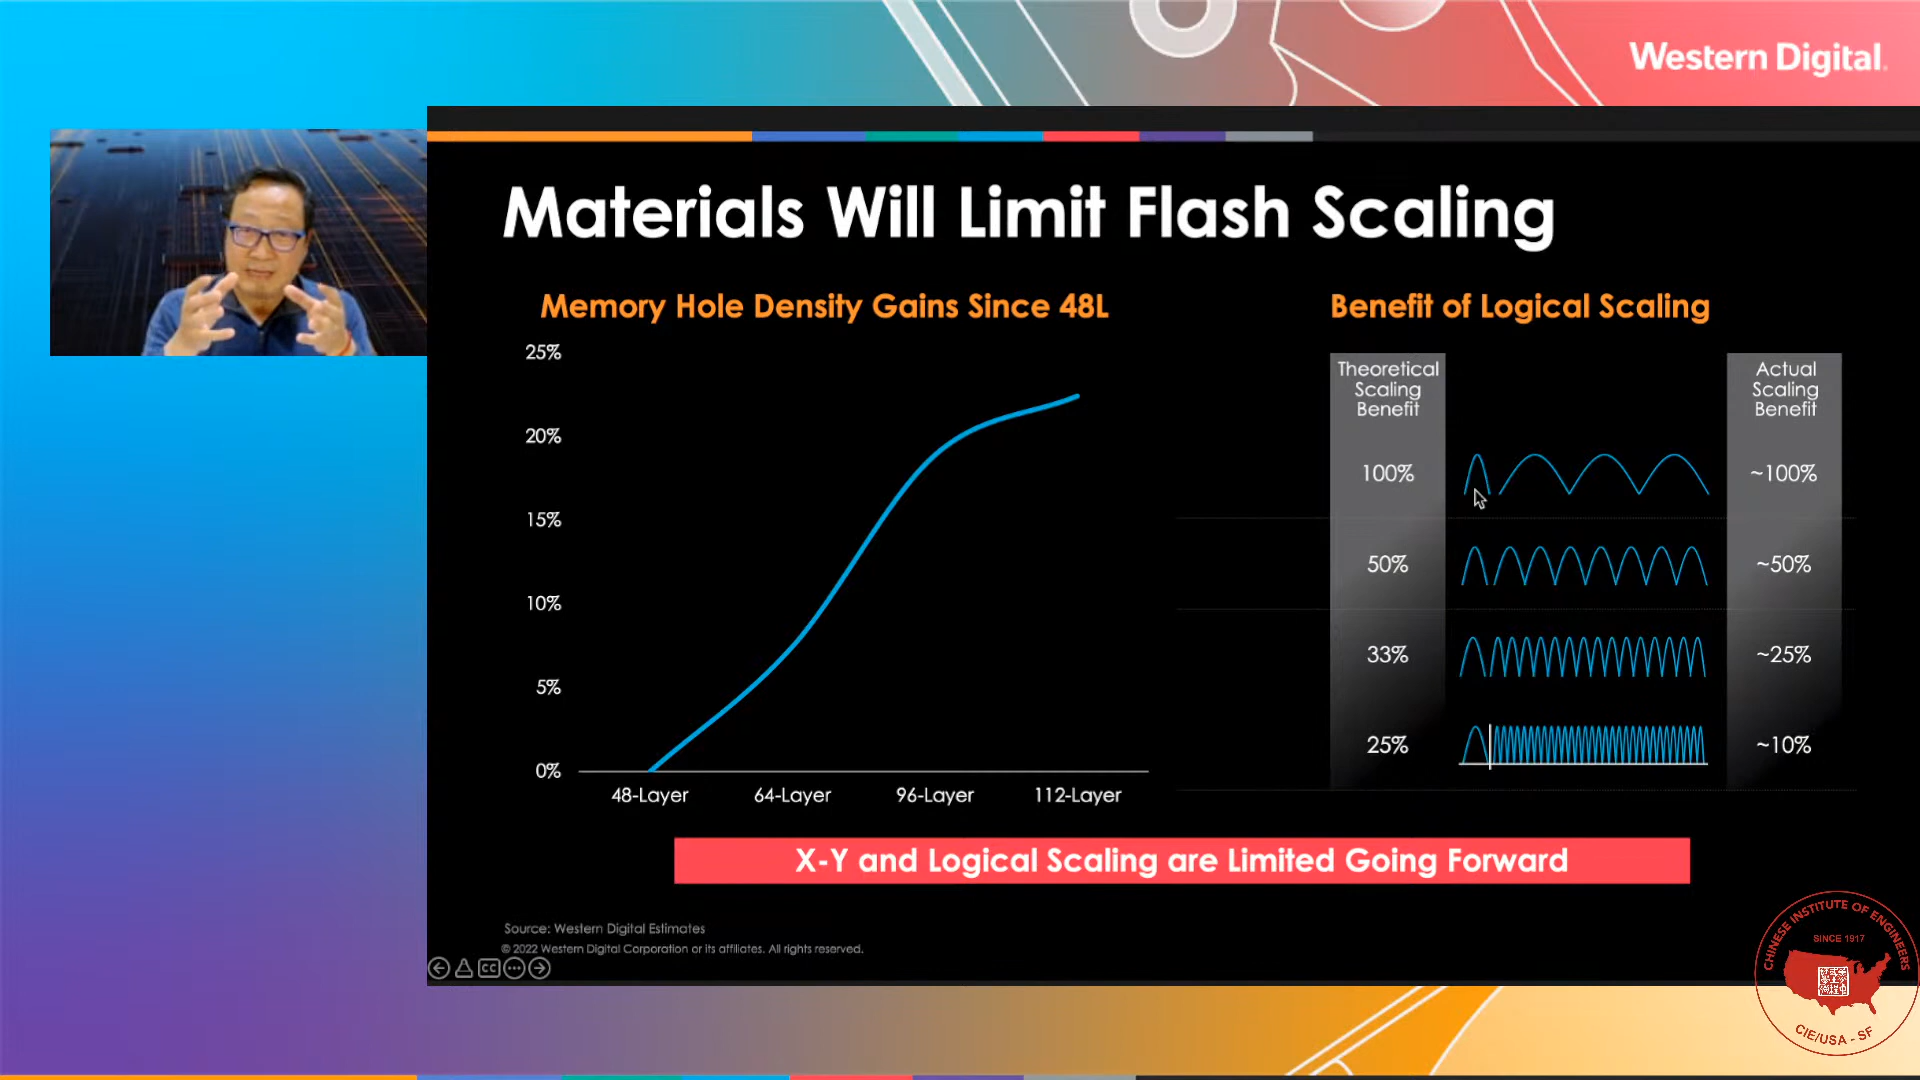 Western Digital.
Materials Will Limit Flash Scaling
Memory Hole Density Gains Since 48L
25%
20%
15%
10%
5%
0%
48-Layer
64-Layer
96-Layer
112-Layer
Benefit of Logical Scaling
Theoretical
Scaling
Benefit
Actual
Scaling
Benefit
100%
~100%
50%
~50%
33%
~25%
25%
~10%
X-Y and Logical Scaling are Limited Going Forward
Source: Western Digital Estimates
© 2022 Western Digital Corporation or its affiliates. All rights reserved.
CC
CHINESE INSTITUTE OF ENGINEERS
SINCE 1917
CIE/USA - SF